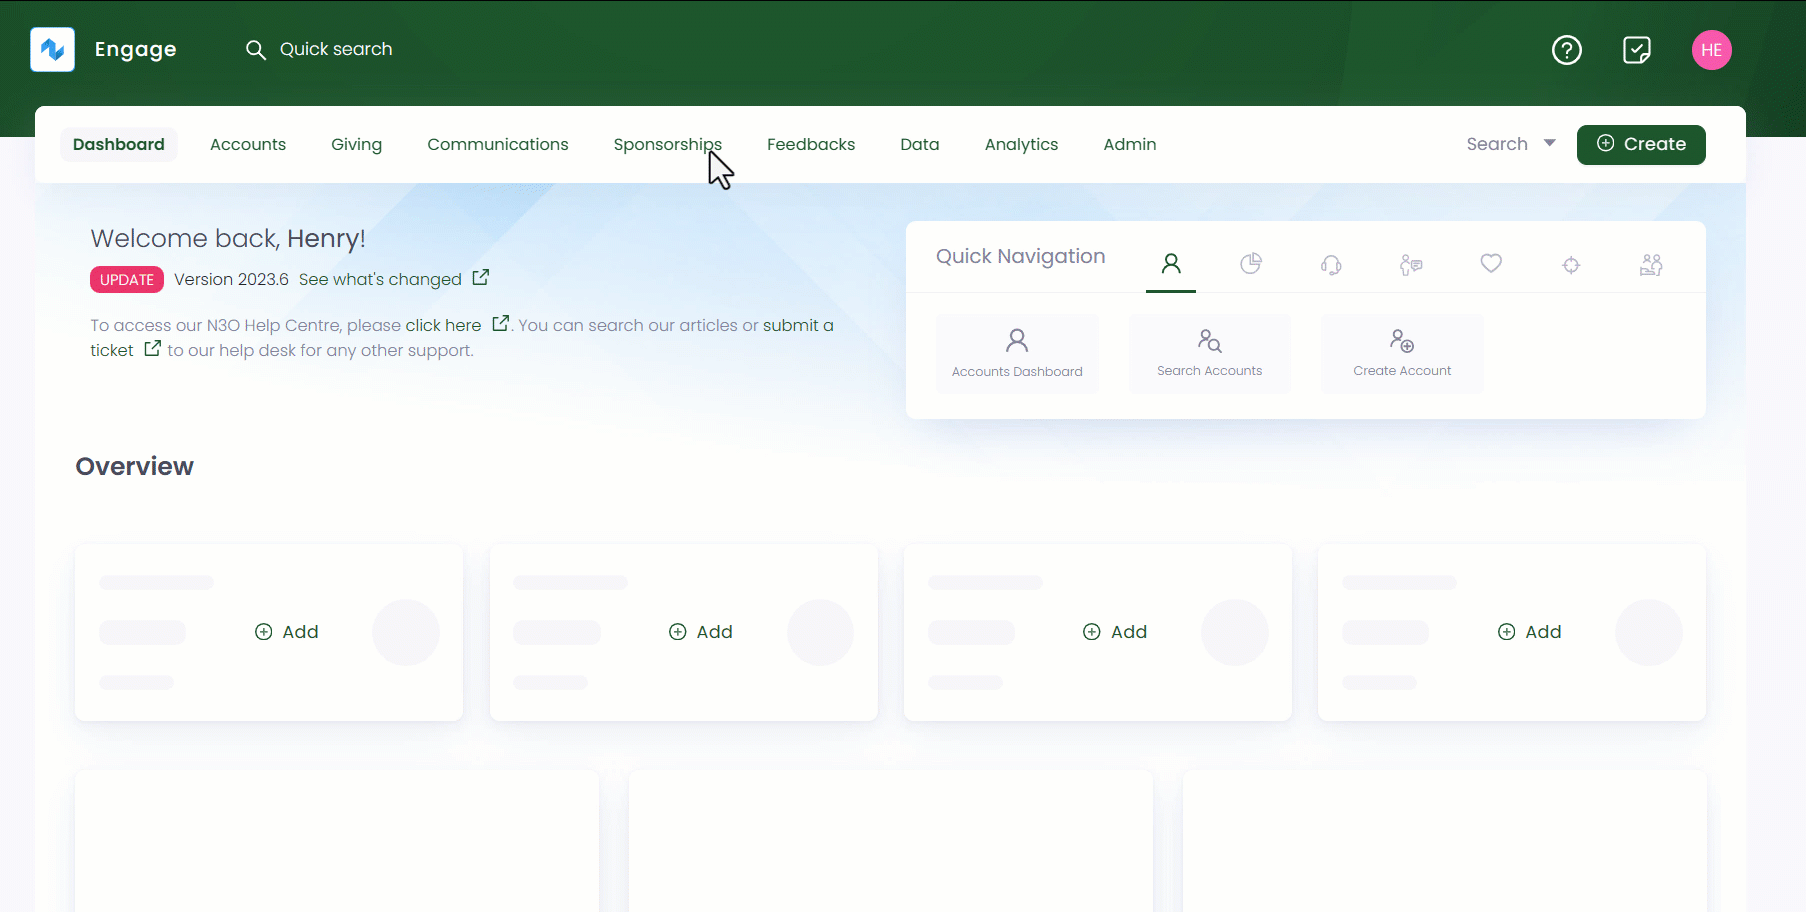 Engage
Quick search
HE
Dashboard Accounts Giving Communications Sponsorships Feedbacks Data Analytics Admin Search Create
Welcome back, Henry!
UPDATE Version 2023.6 See what's changed
To access our N3O Help Centre, please click here . You can search our articles or submit a
ticket to our help desk for any other support.
Quick Navigation
Accounts Dashboard
Search Accounts
Create Account
Overview
Add
Add
Add
Add